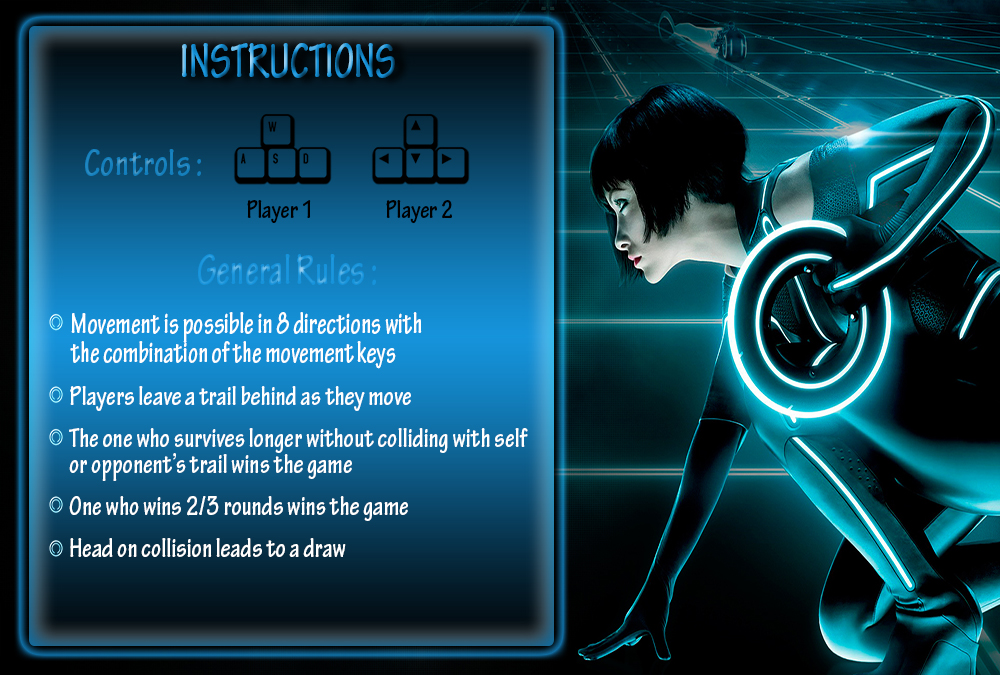 INSTRUCTIONS
Controls:
W
A S D
▲
◀ ▼ ▶
Player 1 Player 2
General Rules:
Movement is possible in 8 directions with
the combination of the movement keys
Players leave a trail behind as they move
The one who survives longer without colliding with self
or opponent's trail wins the game
One who wins 2/3 rounds wins the game
Head on collision leads to a draw